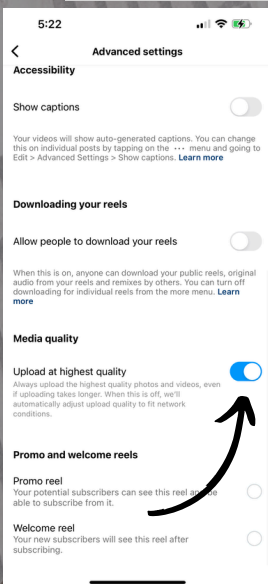 5:22
Advanced settings
Accessibility
Show captions
Your videos will show auto-generated captions. You can change
this on individual posts by tapping on the ··· menu and going to
Edit > Advanced Settings > Show captions. Learn more
Downloading your reels
Allow people to download your reels
When this is on, anyone can download your public reels, original
audio from your reels and remixes by others. You can turn off
downloading for individual reels from the more menu. Learn
more
Media quality
Upload at highest quality
Always upload the highest quality photos and videos, even
if uploading takes longer. When this is off, we'll
automatically adjust upload quality to fit network
conditions.
Promo and welcome reels
Promo reel
Your potential subscribers can see this reel and be
able to subscribe from it.
Welcome reel
Your new subscribers will see this reel after
subscribing.